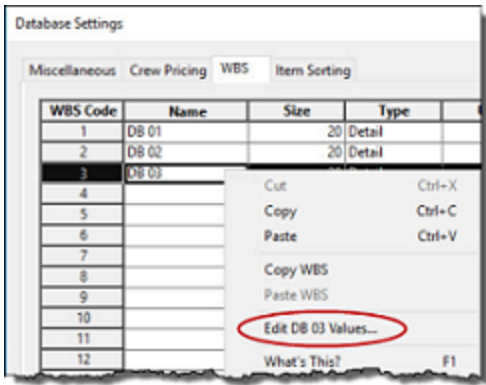 Database Settings
Miscellaneous Crew Pricing WBS Item Sorting
WBS Code Name Size Type
1 DB 01 20 Detail
2 DB 02 20 Detail
3 DB 03
4
5
6
7
8
9
10
11
12
Cut Ctrl+X
Copy Ctrl+C
Paste Ctrl+V
Copy WBS
Paste WBS
Edit DB 03 Values...
What's This? F1